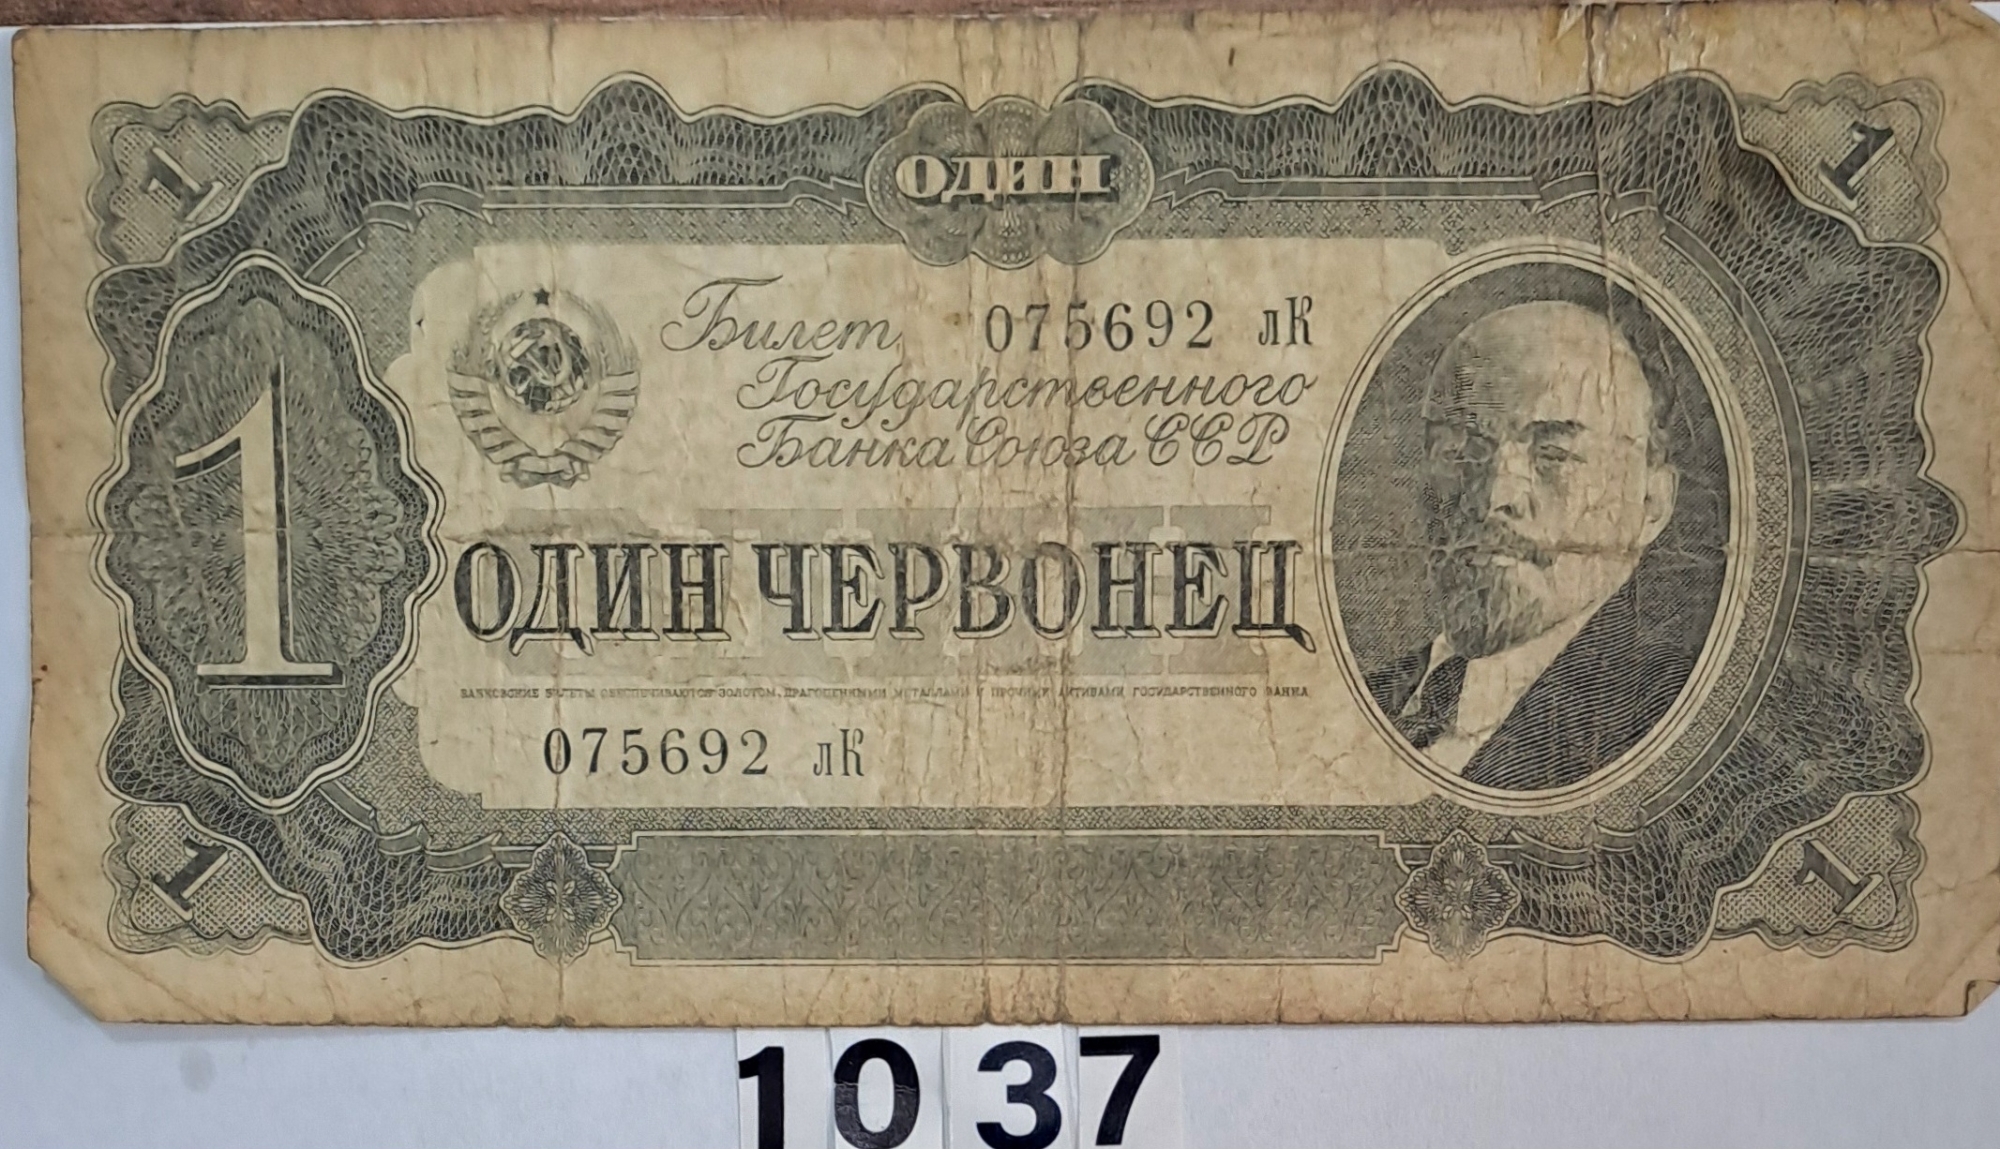 1
ОДИН
1
Билет 075692 лК
Государственного
Банка Союза ССР
1
ОДИН ЧЕРВОНЕЦ
БАНКОВСКИЕ БИЛЕТЫ ОБЕСПЕЧИВАЮТСЯ ЗОЛОТОМ, ДРАГОЦЕННЫМИ МЕТАЛЛАМИ И ПРОЧИМИ АКТИВАМИ ГОСУДАРСТВЕННОГО БАНКА
075692 лК
1
1
1037